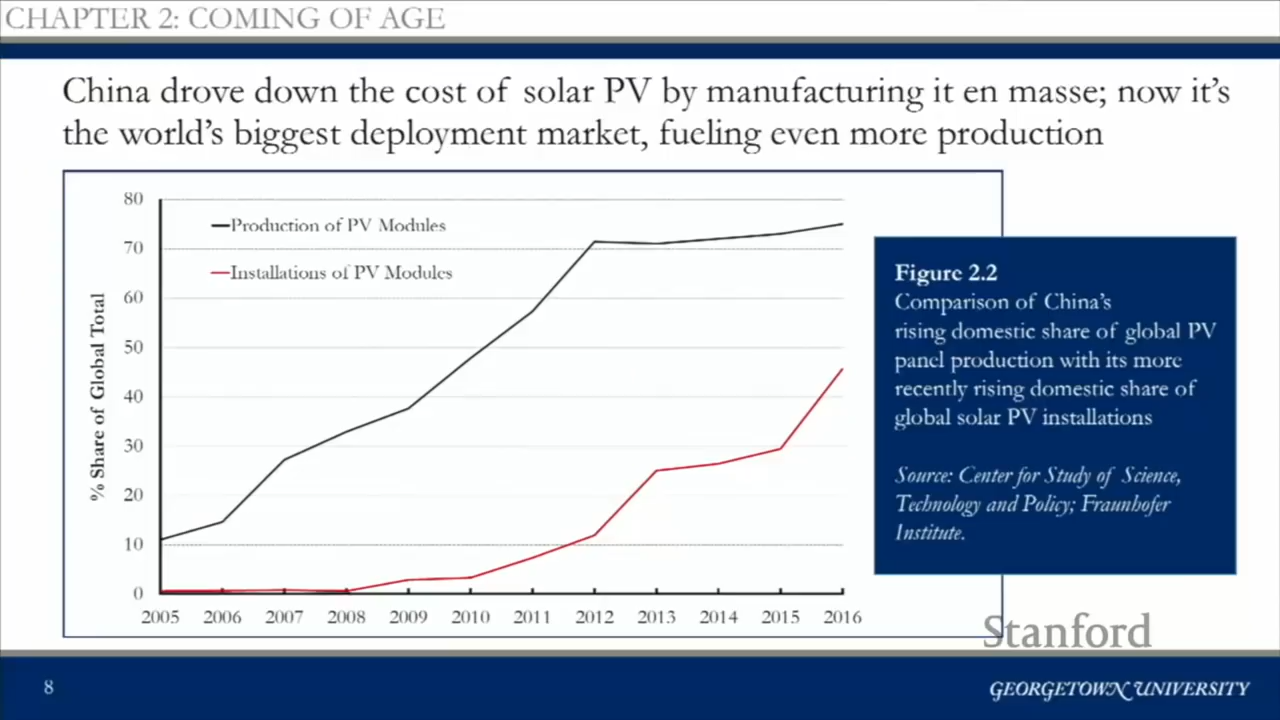 CHAPTER 2: COMING OF AGE
China drove down the cost of solar PV by manufacturing it en masse; now it's
the world's biggest deployment market, fueling even more production
% Share of Global Total
80
70
60
50
40
30
20
10
0
Production of PV Modules
Installations of PV Modules
2005 2006 2007 2008 2009 2010 2011 2012 2013 2014 2015 2016
Figure 2.2
Comparison of China's
rising domestic share of global PV
panel production with its more
recently rising domestic share of
global solar PV installations
Source: Center for Study of Science,
Technology and Policy; Fraunhofer
Institute.
Stanford
8
GEORGETOWN UNIVERSITY